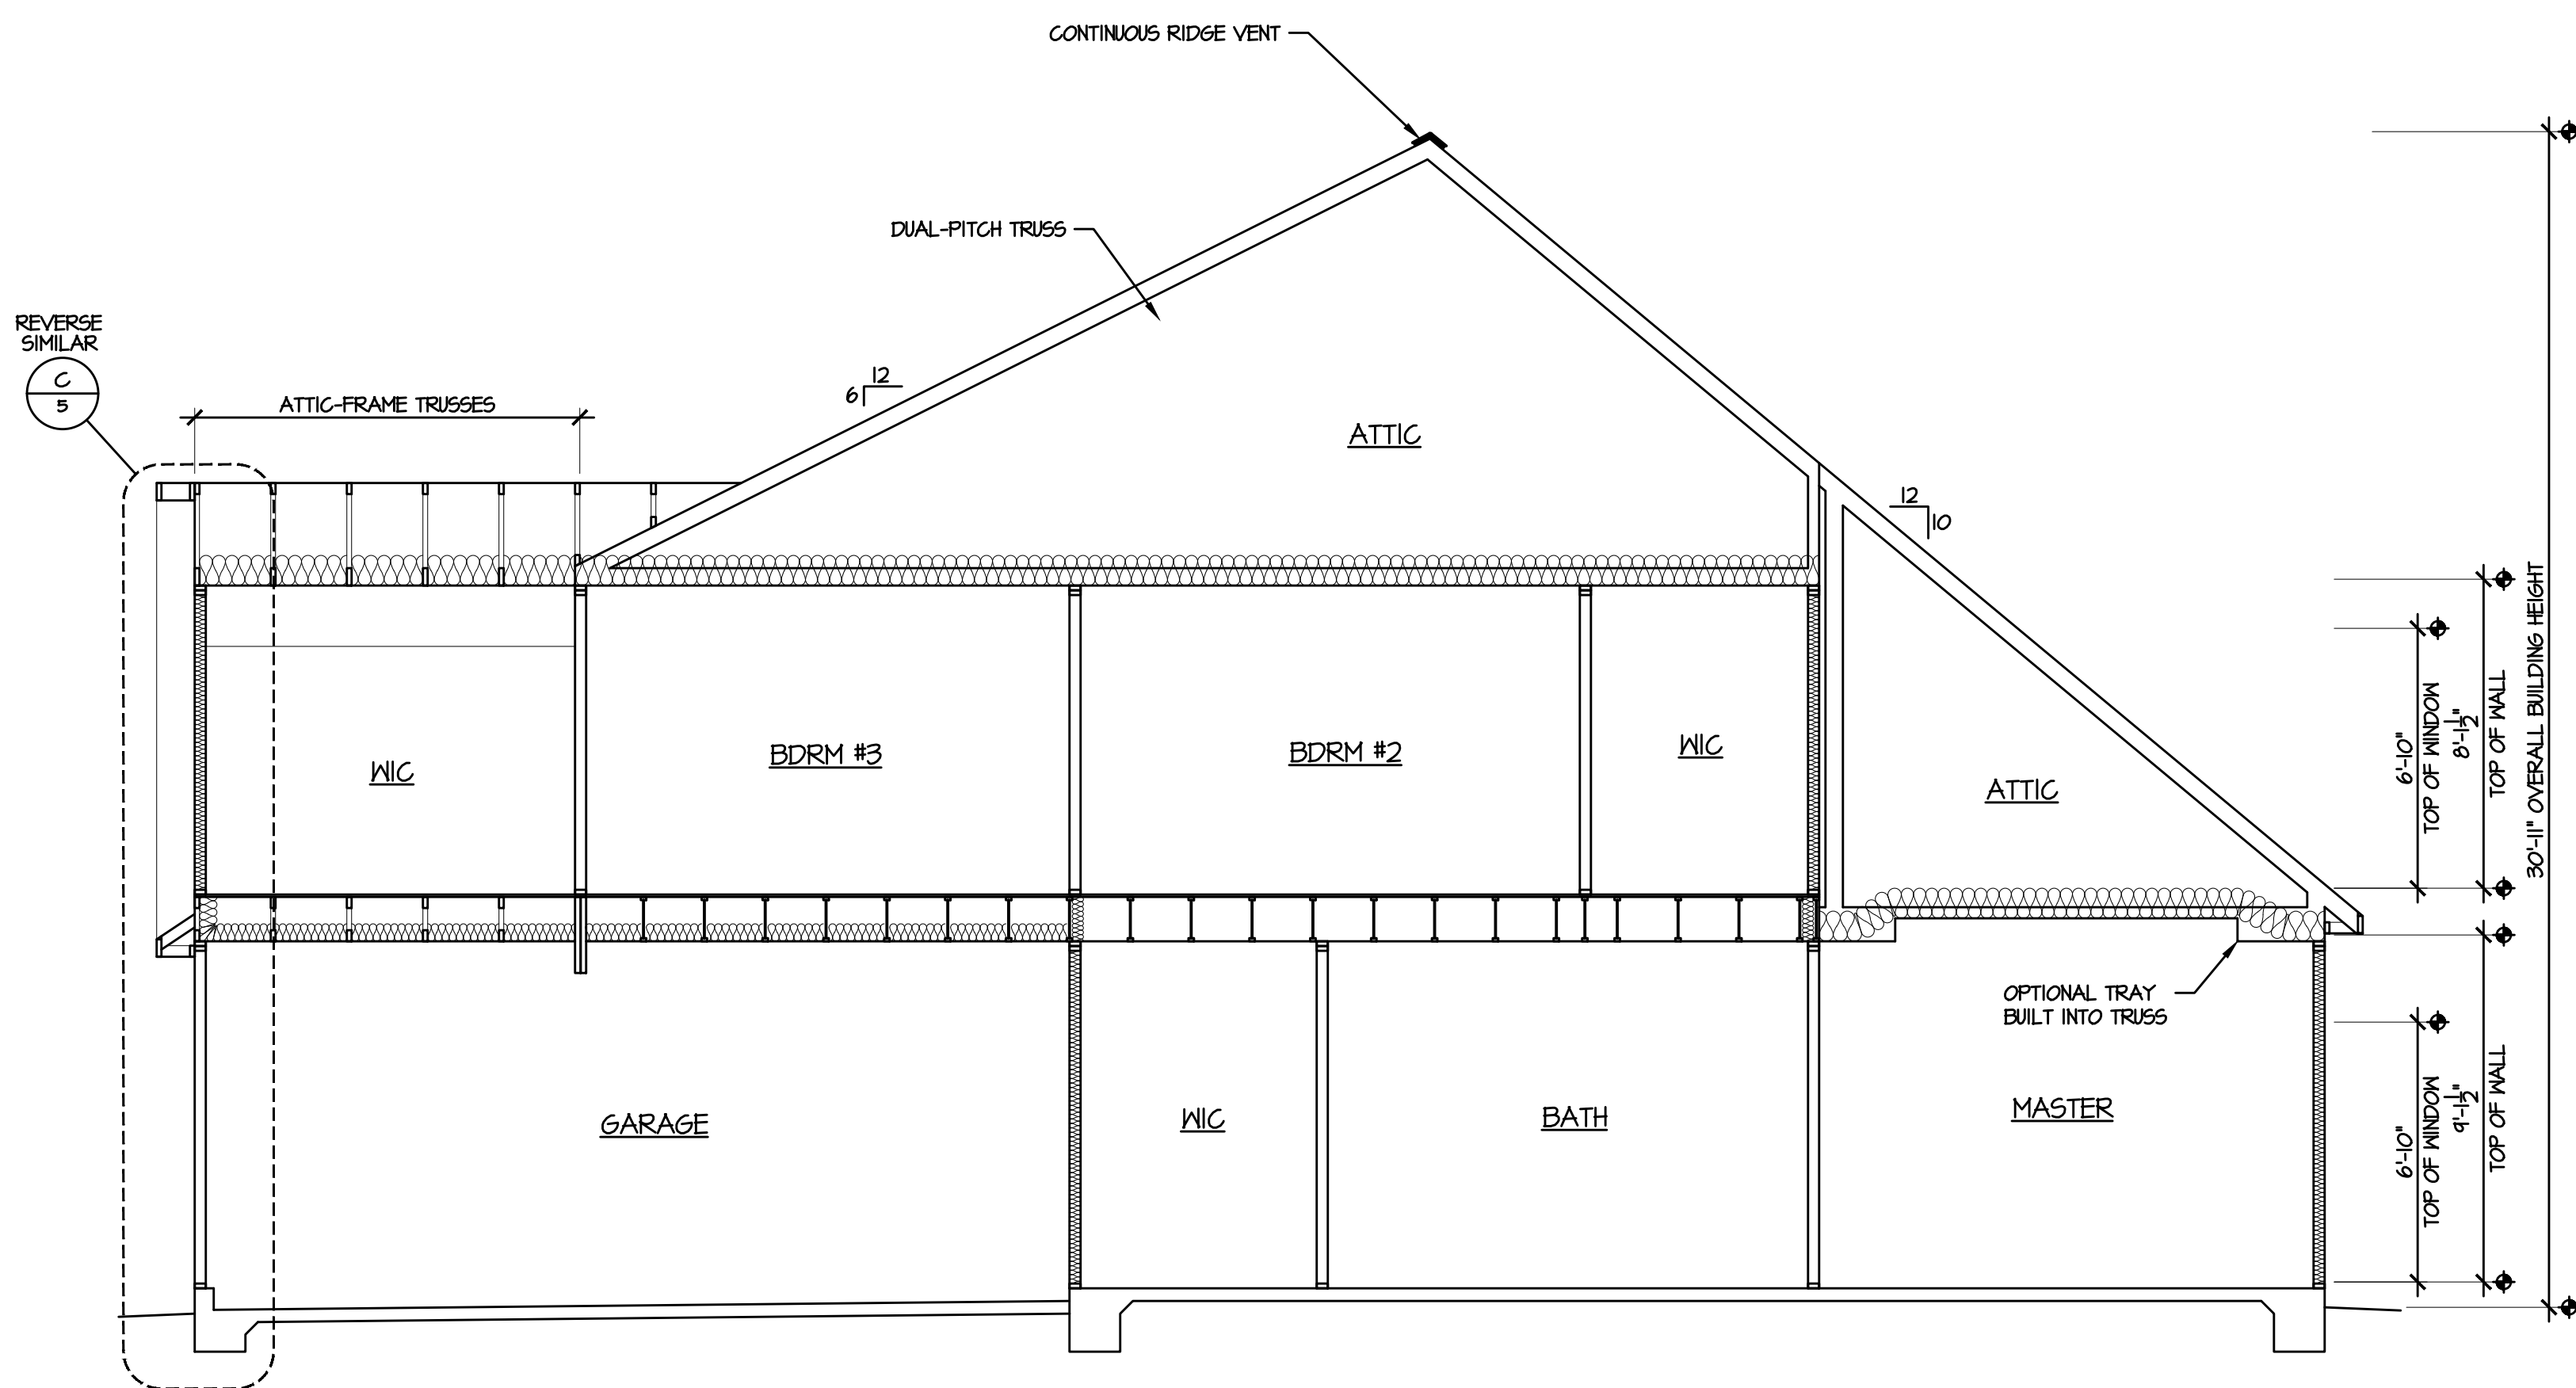 CONTINUOUS RIDGE VENT
DUAL-PITCH TRUSS
REVERSE
SIMILAR
C
5
ATTIC-FRAME TRUSSES
12
6
ATTIC
12
10
WIC
BDRM #3
BDRM #2
WIC
ATTIC
6'-10"
TOP OF WINDOW
8'-1½"
TOP OF WALL
30'-11" OVERALL BUILDING HEIGHT
OPTIONAL TRAY
BUILT INTO TRUSS
GARAGE
WIC
BATH
MASTER
6'-10"
TOP OF WINDOW
9'-1½"
TOP OF WALL